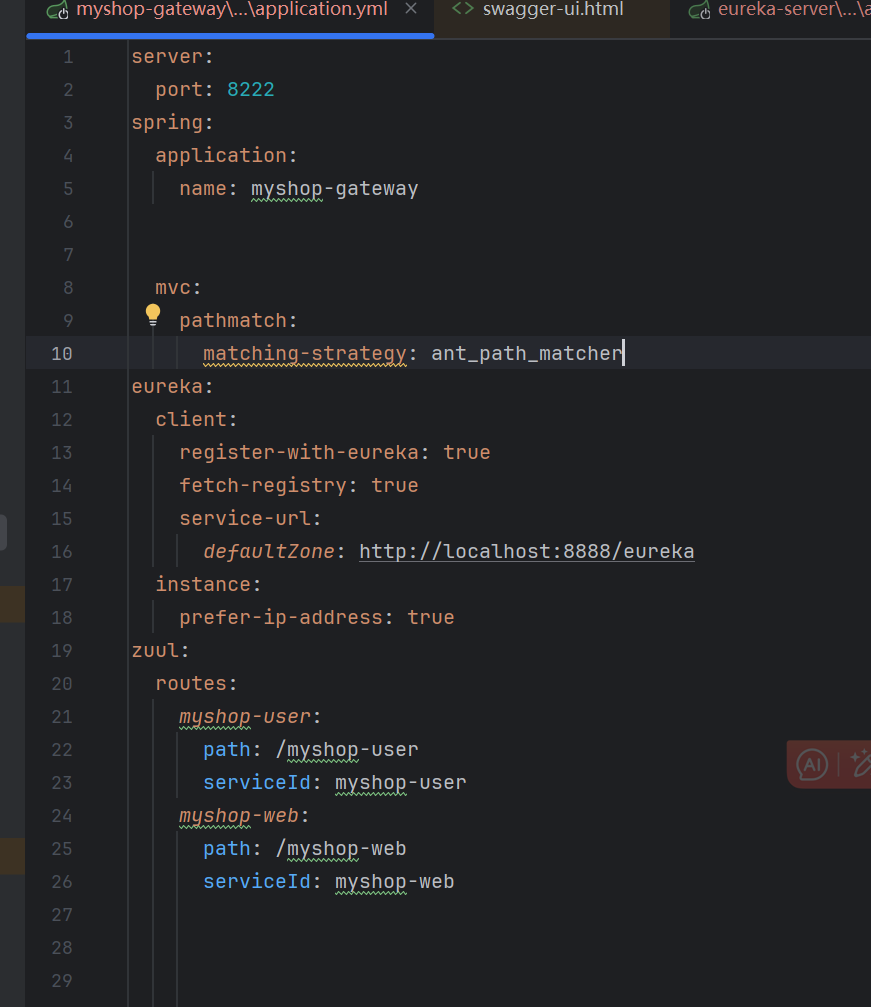 myshop-gateway\...\application.yml
swagger-ui.html
eureka-server\...\a
1 server:
2 port: 8222
3 spring:
4 application:
5 name: myshop-gateway
6
7
8 mvc:
9 pathmatch:
10 matching-strategy: ant_path_matcher
11 eureka:
12 client:
13 register-with-eureka: true
14 fetch-registry: true
15 service-url:
16 defaultZone: http://localhost:8888/eureka
17 instance:
18 prefer-ip-address: true
19 zuul:
20 routes:
21 myshop-user:
22 path: /myshop-user
23 serviceId: myshop-user
24 myshop-web:
25 path: /myshop-web
26 serviceId: myshop-web
27
28
29
AI